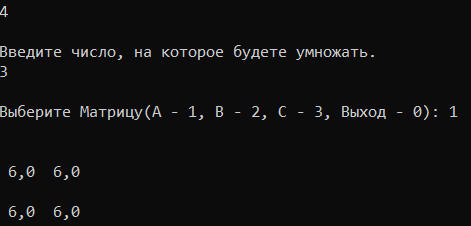 4
Введите число, на которое будете умножать.
3
Выберите Матрицу(А - 1, В - 2, С - 3, Выход - 0): 1
6,0 6,0
6,0 6,0